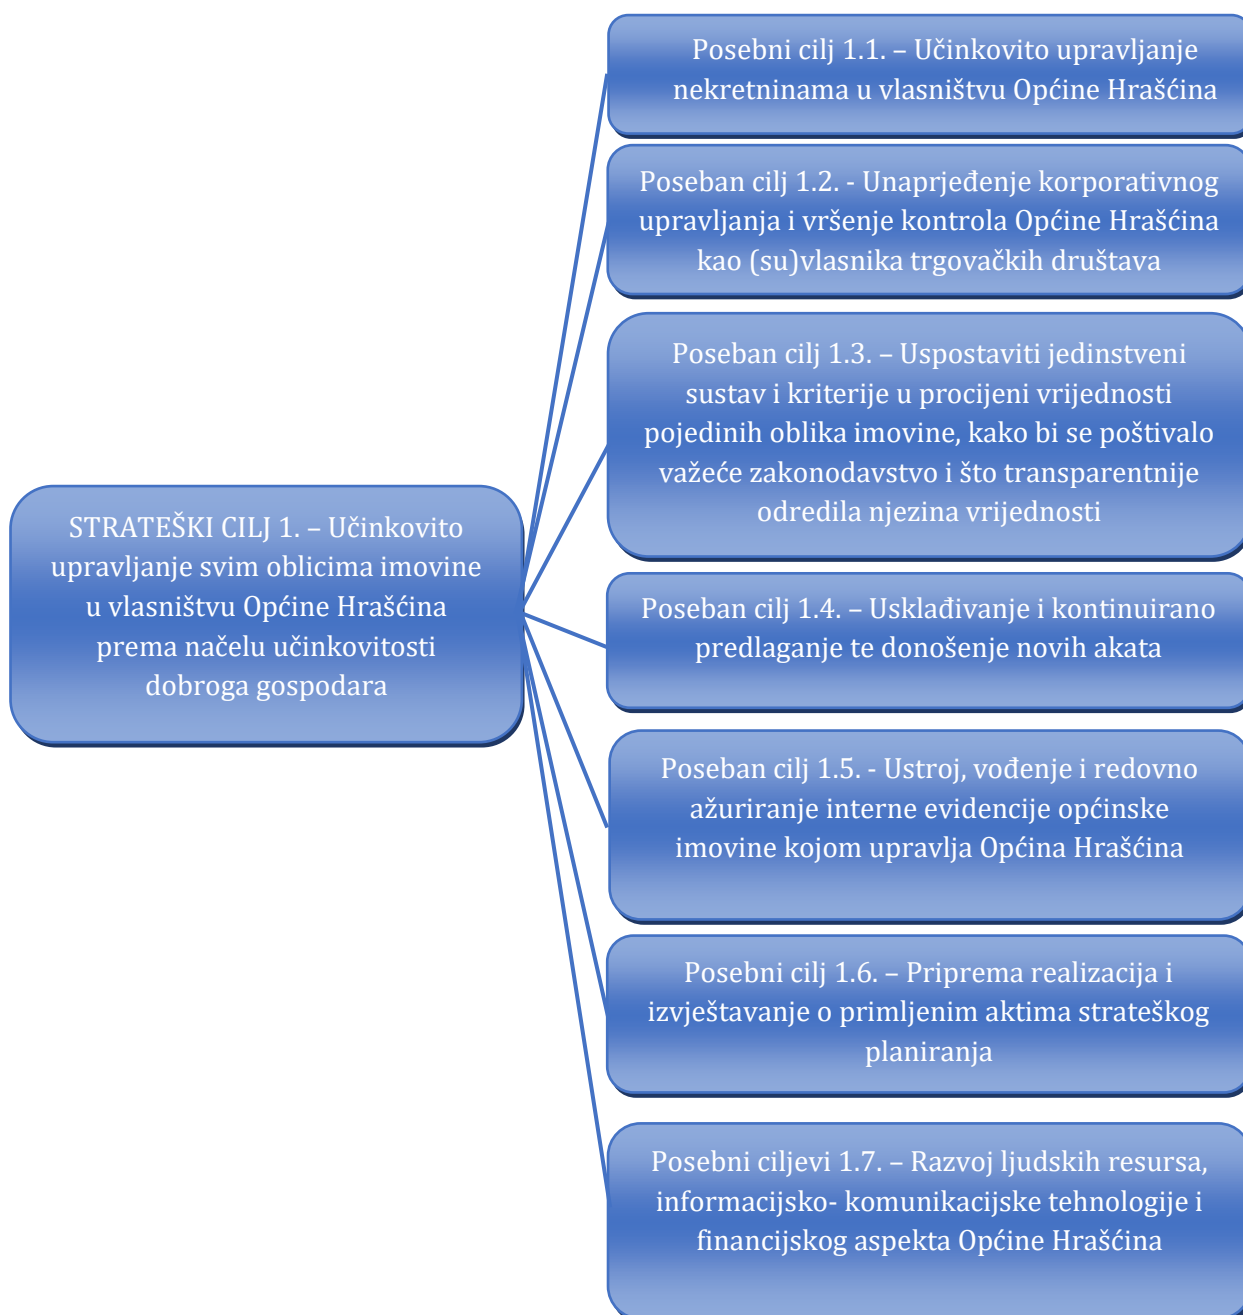 STRATEŠKI CILJ 1. – Učinkovito
upravljanje svim oblicima imovine
u vlasništvu Općine Hrašćina
prema načelu učinkovitosti
dobroga gospodara
Posebni cilj 1.1. – Učinkovito upravljanje
nekretninama u vlasništvu Općine Hrašćina
Poseban cilj 1.2. - Unaprjeđenje korporativnog
upravljanja i vršenje kontrola Općine Hrašćina
kao (su)vlasnika trgovačkih društava
Poseban cilj 1.3. – Uspostaviti jedinstveni
sustav i kriterije u procijeni vrijednosti
pojedinih oblika imovine, kako bi se poštivalo
važeće zakonodavstvo i što transparentnije
odredila njezina vrijednosti
Poseban cilj 1.4. – Usklađivanje i kontinuirano
predlaganje te donošenje novih akata
Poseban cilj 1.5. - Ustroj, vođenje i redovno
ažuriranje interne evidencije općinske
imovine kojom upravlja Općina Hrašćina
Posebni cilj 1.6. – Priprema realizacija i
izvještavanje o primljenim aktima strateškog
planiranja
Posebni ciljevi 1.7. – Razvoj ljudskih resursa,
informacijsko- komunikacijske tehnologije i
financijskog aspekta Općine Hrašćina